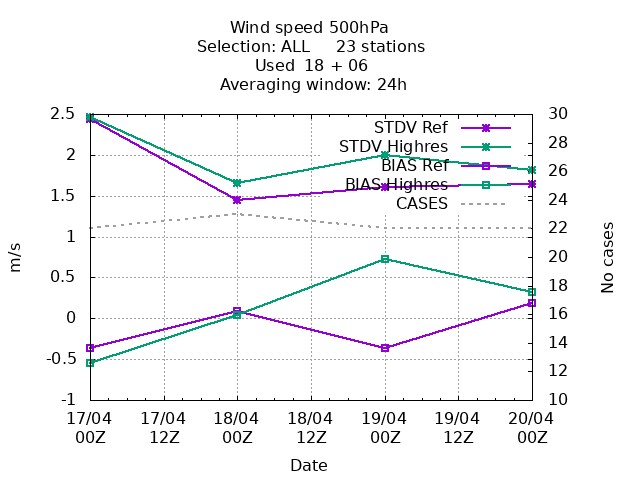 Wind speed 500hPa
Selection: ALL     23 stations
Used  18 + 06
Averaging window: 24h
2.5
2
1.5
1
0.5
0
-0.5
-1
m/s
30
28
26
24
22
20
18
16
14
12
10
No cases
STDV Ref
STDV Highres
BIAS Ref
BIAS Highres
CASES
17/04 17/04 18/04 18/04 19/04 19/04 20/04
00Z 12Z 00Z 12Z 00Z 12Z 00Z
Date